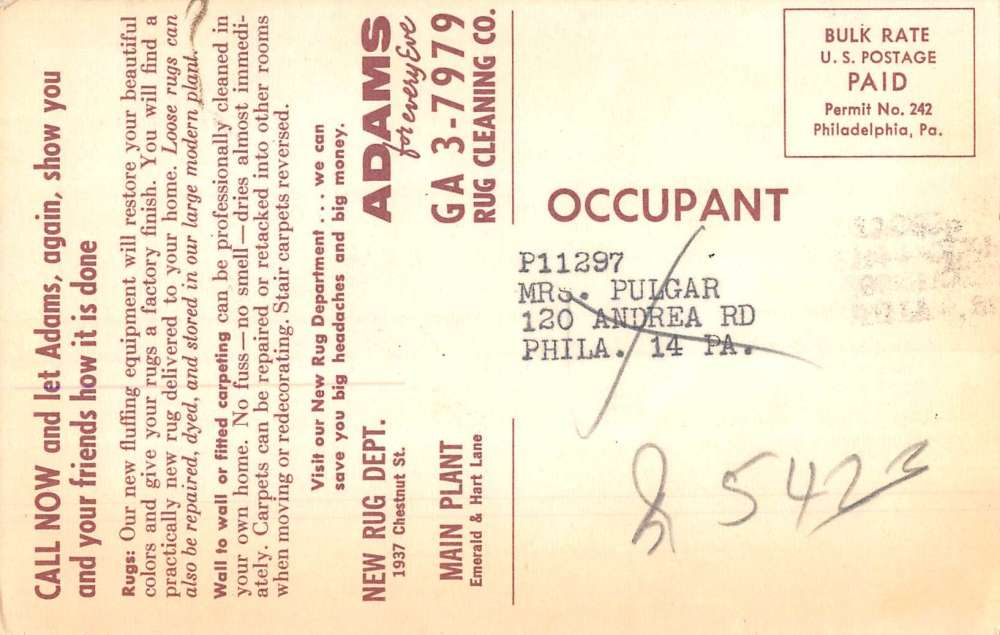 CALL NOW and let Adams, again, show you
and your friends how it is done
Rugs: Our new fluffing equipment will restore your beautiful
colors and give your rugs a factory finish. You will find a
practically new rug delivered to your home. Loose rugs can
also be repaired, dyed, and stored in our large modern plant.
Wall to wall or fitted carpeting can be professionally cleaned in
your own home. No fuss—no smell—dries almost immedi-
ately. Carpets can be repaired or retacked into other rooms
when moving or redecorating. Stair carpets reversed.
Visit our New Rug Department . . . we can
save you big headaches and big money.
NEW RUG DEPT.
1937 Chestnut St.
MAIN PLANT
Emerald & Hart Lane
ADAMS
for every Eve
GA 3-7979
RUG CLEANING CO.
BULK RATE
U. S. POSTAGE
PAID
Permit No. 242
Philadelphia, Pa.
OCCUPANT
P11297
MRS. PULGAR
120 ANDREA RD
PHILA. 14 PA.
5423